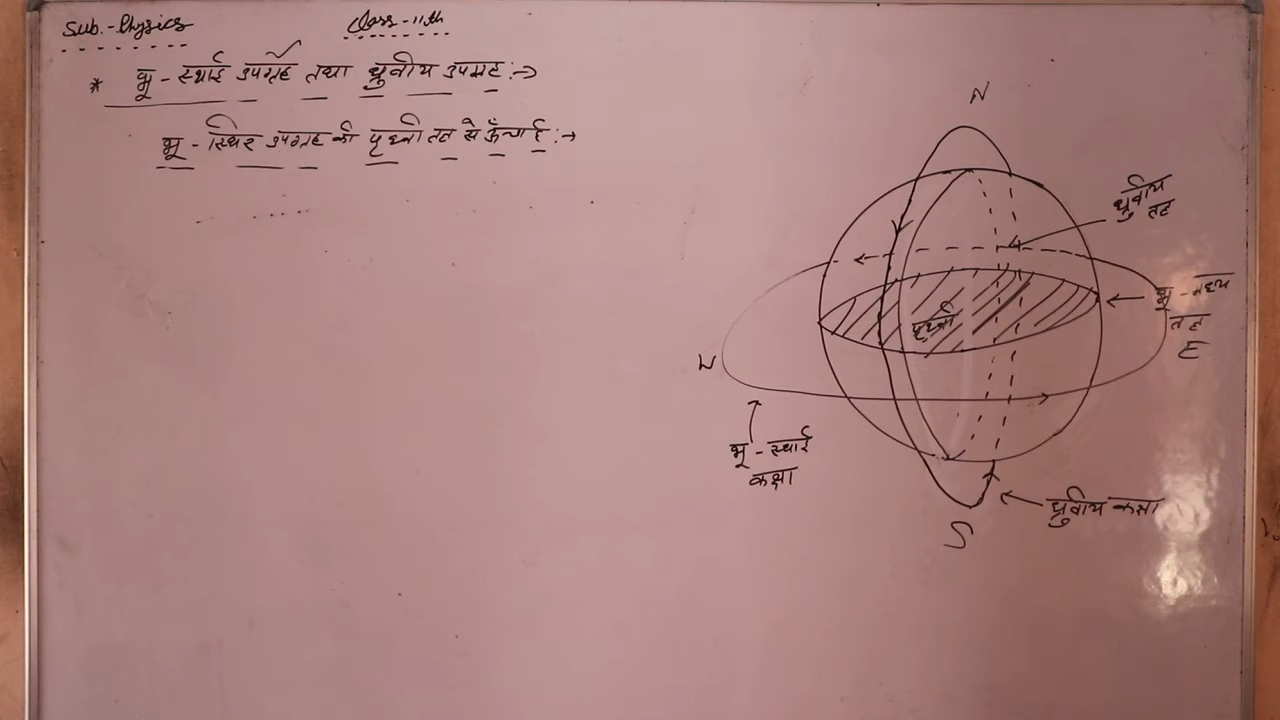 Sub.-Physics
Class-11th
* भू-स्थाई उपग्रह तथा ध्रुवीय उपग्रह:→
भू-स्थिर उपग्रह की पृथ्वी तल से ऊँचाई:→
N
ध्रुवीय
तल
भू-मध्य
तल
पृथ्वी
E
W
भू-स्थाई
कक्षा
ध्रुवीय कक्षा
S